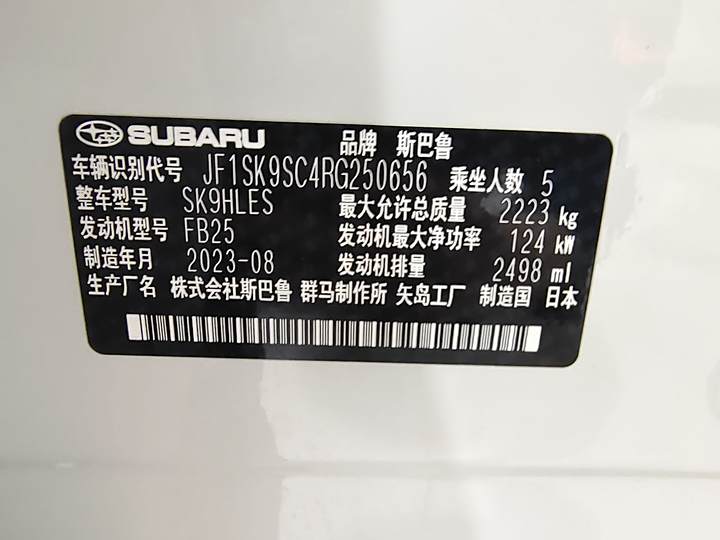 SUBARU 品牌 斯巴鲁
车辆识别代号 JF1SK9SC4RG250656 乘坐人数 5
整车型号 SK9HLES 最大允许总质量 2223 kg
发动机型号 FB25 发动机最大净功率 124 kW
制造年月 2023-08 发动机排量 2498 ml
生产厂名 株式会社斯巴鲁 群马制作所 矢岛工厂 制造国 日本